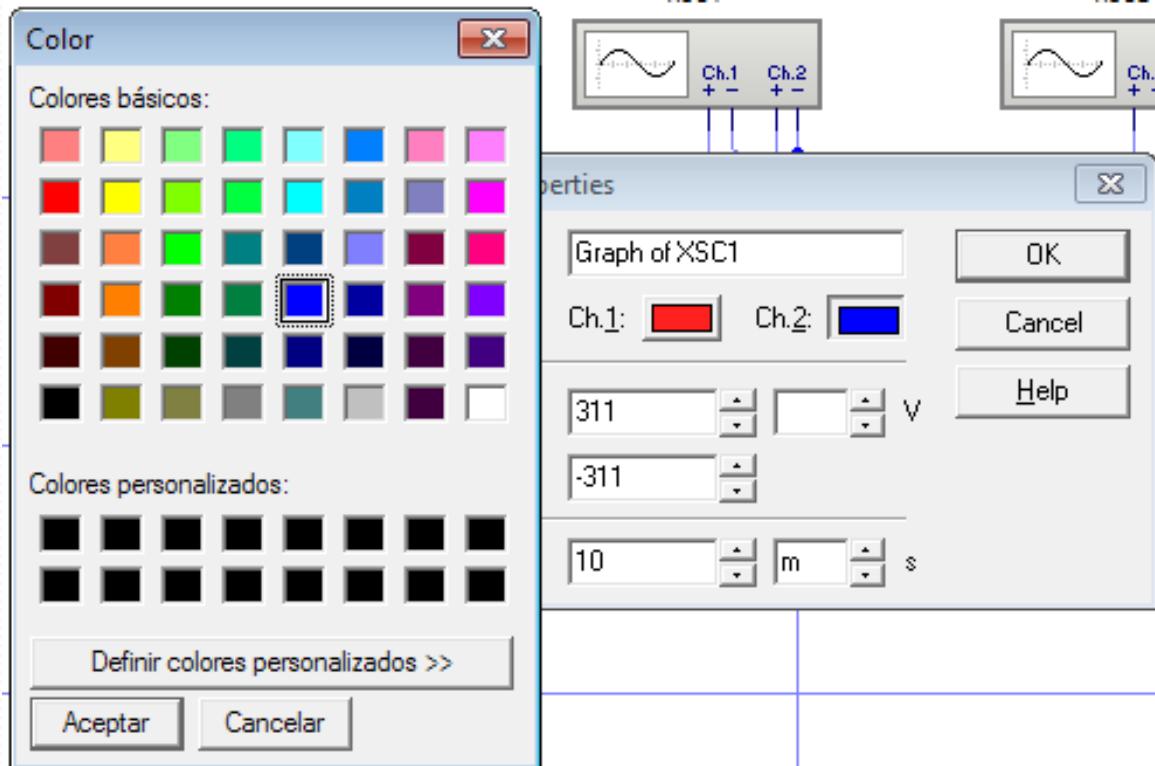 Color
Colores básicos:
Colores personalizados:
Definir colores personalizados >>
Aceptar
Cancelar
Ch.1
Ch.2
+ − + −
Ch.
+
perties
Graph of XSC1
OK
Ch.1:
Ch.2:
Cancel
311
V
Help
-311
10
m
s